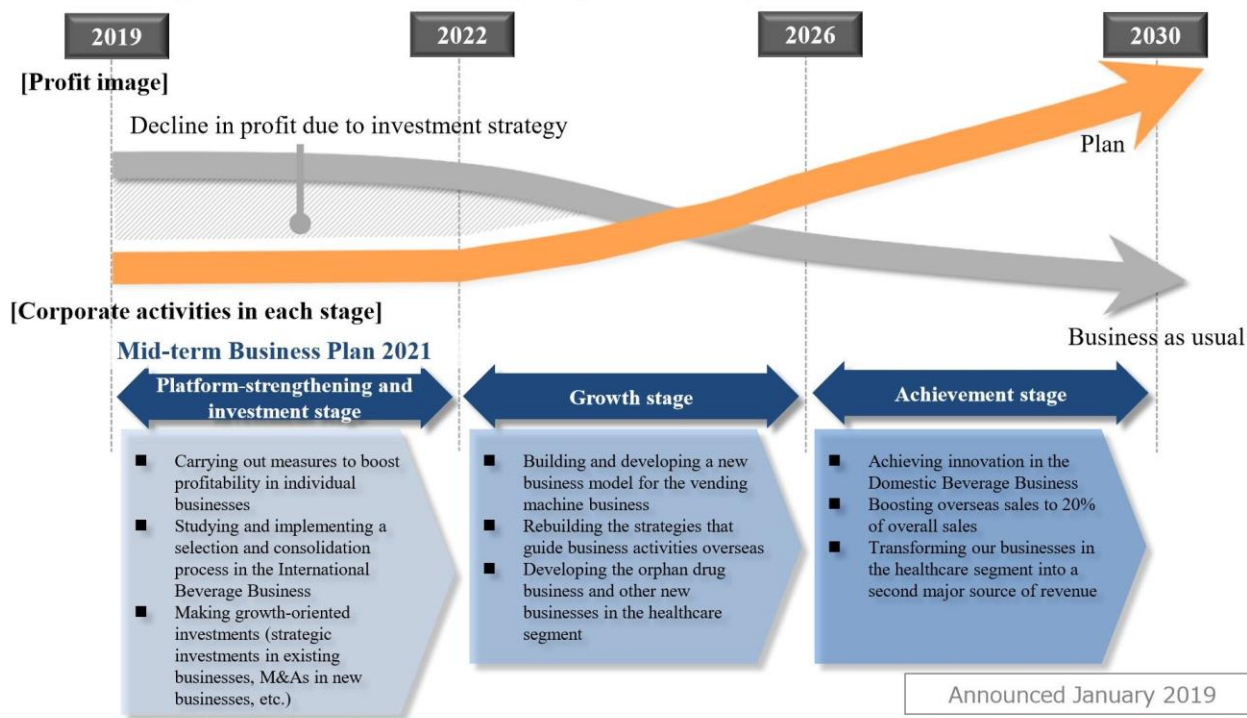 2019
2022
2026
2030
[Profit image]
Decline in profit due to investment strategy
Plan
Business as usual
[Corporate activities in each stage]
Mid-term Business Plan 2021
Platform-strengthening and
investment stage
■ Carrying out measures to boost
profitability in individual
businesses
■ Studying and implementing a
selection and consolidation
process in the International
Beverage Business
■ Making growth-oriented
investments (strategic
investments in existing
businesses, M&As in new
businesses, etc.)
Growth stage
■ Building and developing a new
business model for the vending
machine business
■ Rebuilding the strategies that
guide business activities overseas
■ Developing the orphan drug
business and other new
businesses in the healthcare
segment
Achievement stage
■ Achieving innovation in the
Domestic Beverage Business
■ Boosting overseas sales to 20%
of overall sales
■ Transforming our businesses in
the healthcare segment into a
second major source of revenue
Announced January 2019